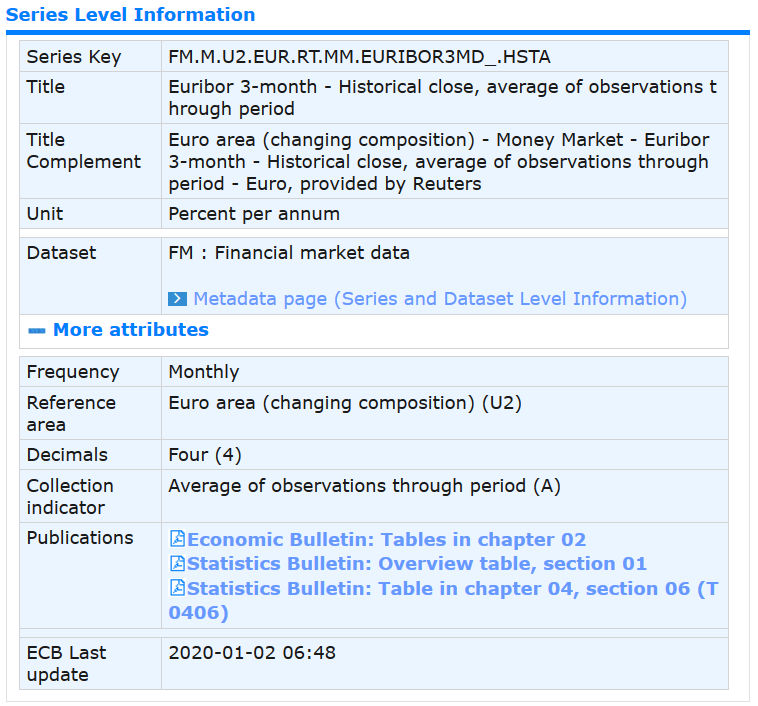 Series Level Information
Series Key FM.M.U2.EUR.RT.MM.EURIBOR3MD_.HSTA
Title Euribor 3-month - Historical close, average of observations t
hrough period
Title Euro area (changing composition) - Money Market - Euribor
Complement 3-month - Historical close, average of observations through
period - Euro, provided by Reuters
Unit Percent per annum
Dataset FM : Financial market data
Metadata page (Series and Dataset Level Information)
More attributes
Frequency Monthly
Reference Euro area (changing composition) (U2)
area
Decimals Four (4)
Collection Average of observations through period (A)
indicator
Publications Economic Bulletin: Tables in chapter 02
Statistics Bulletin: Overview table, section 01
Statistics Bulletin: Table in chapter 04, section 06 (T
0406)
ECB Last 2020-01-02 06:48
update